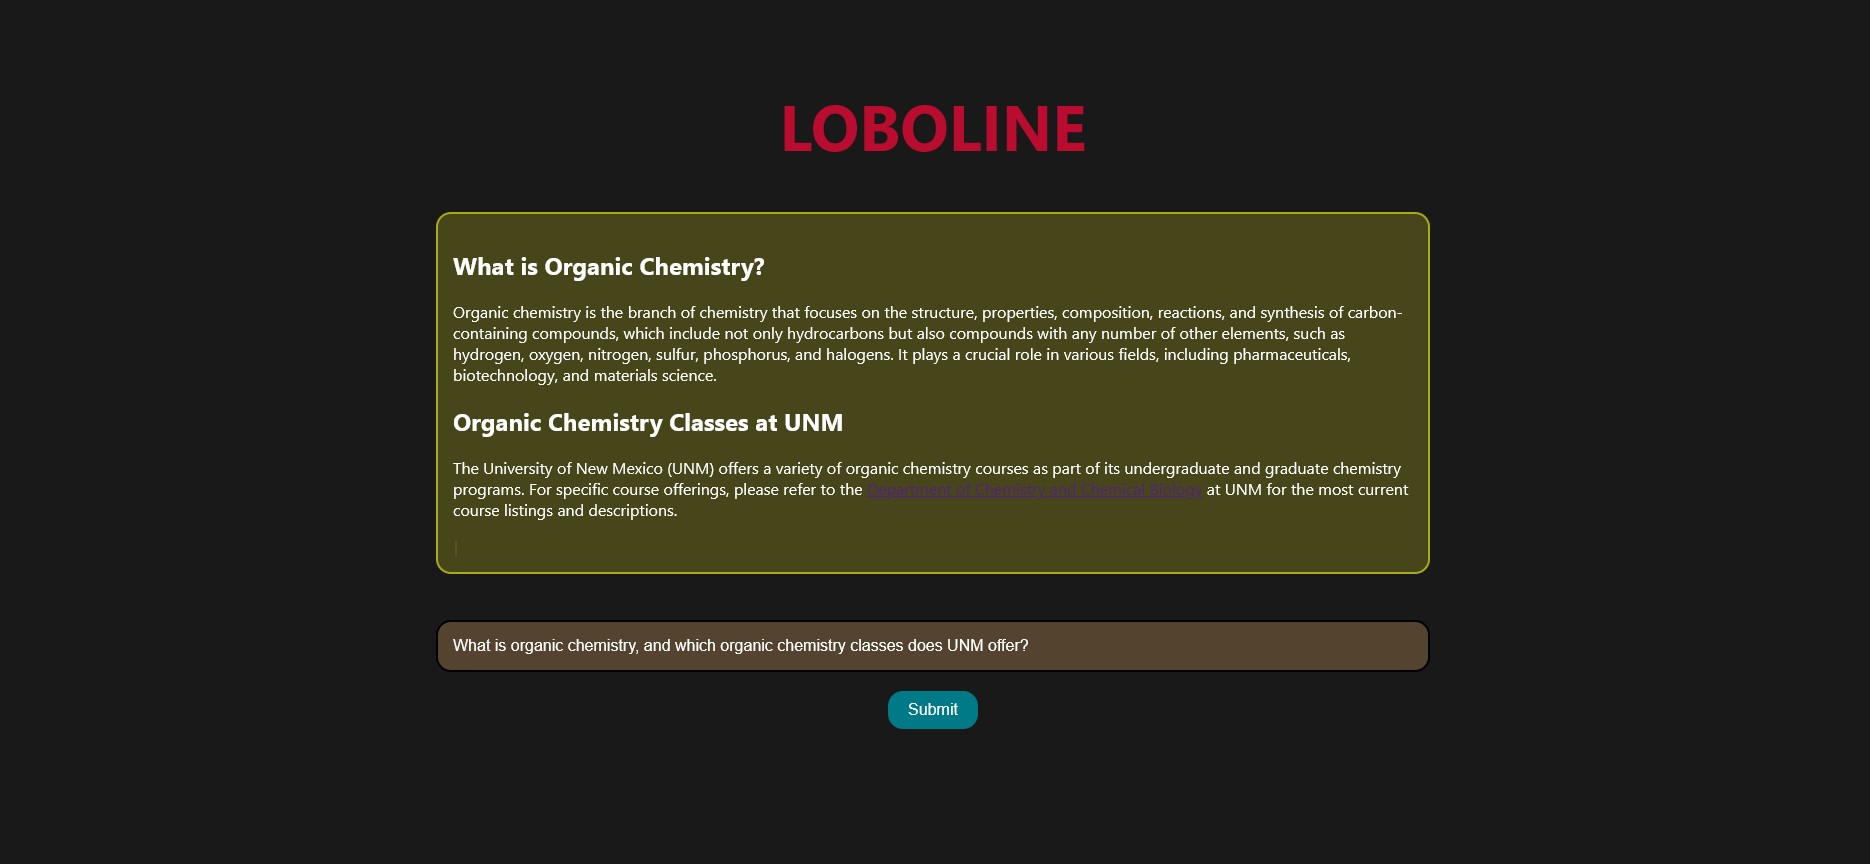 LOBOLINE
What is Organic Chemistry?
Organic chemistry is the branch of chemistry that focuses on the structure, properties, composition, reactions, and synthesis of carbon-
containing compounds, which include not only hydrocarbons but also compounds with any number of other elements, such as
hydrogen, oxygen, nitrogen, sulfur, phosphorus, and halogens. It plays a crucial role in various fields, including pharmaceuticals,
biotechnology, and materials science.
Organic Chemistry Classes at UNM
The University of New Mexico (UNM) offers a variety of organic chemistry courses as part of its undergraduate and graduate chemistry
programs. For specific course offerings, please refer to the Department of Chemistry and Chemical Biology at UNM for the most current
course listings and descriptions.
What is organic chemistry, and which organic chemistry classes does UNM offer?
Submit